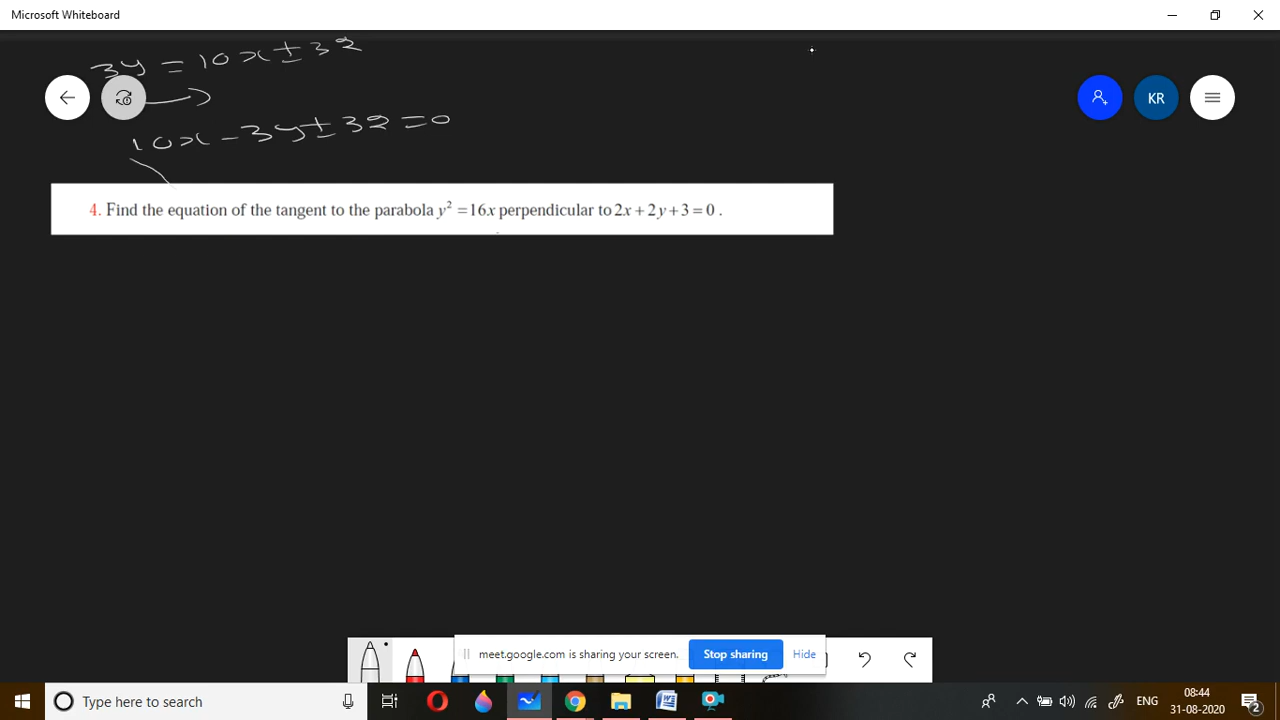 Microsoft Whiteboard
3y = 10x ± 32
10x - 3y ± 32 = 0
KR
4. Find the equation of the tangent to the parabola y² = 16x perpendicular to 2x + 2y + 3 = 0 .
meet.google.com is sharing your screen.
Stop sharing
Hide
Type here to search
ENG
08:44
31-08-2020
2